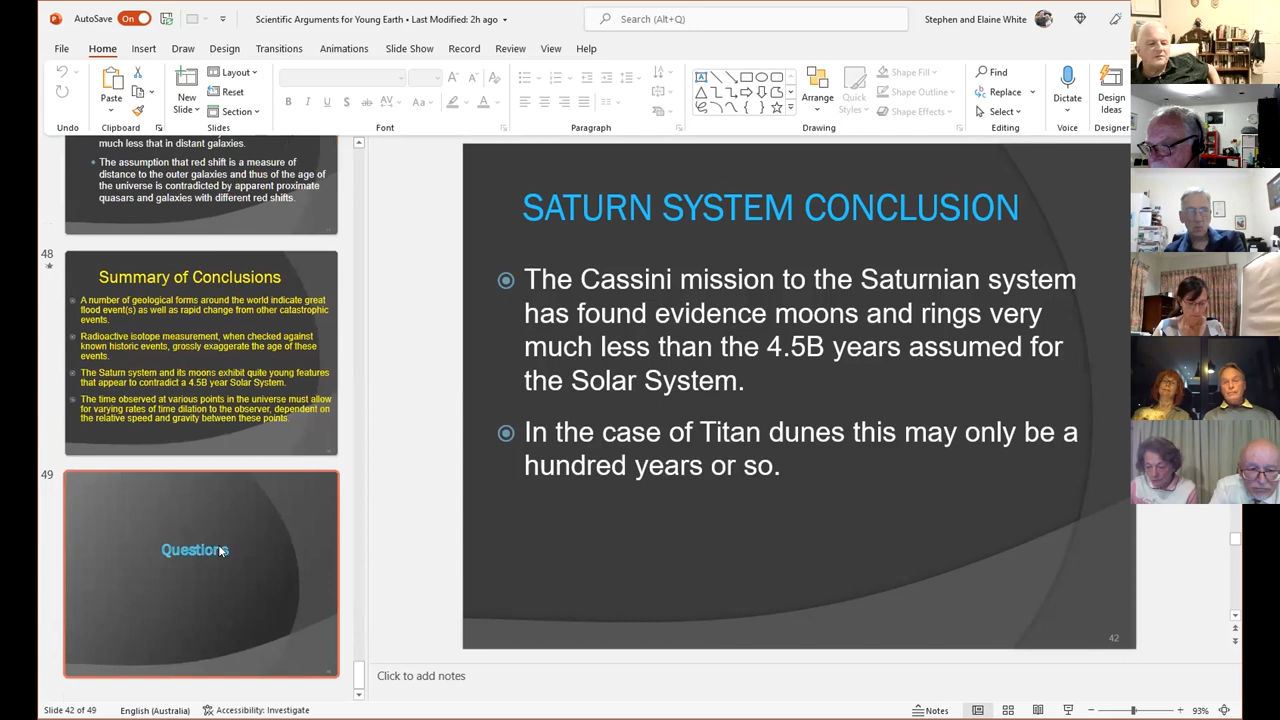 AutoSave On Scientific Arguments for Young Earth • Last Modified: 2h ago Search (Alt+Q) Stephen and Elaine White
File Home Insert Draw Design Transitions Animations Slide Show Record Review View Help
Undo
Paste
Clipboard
New
Slide
Layout
Reset
Section
Slides
B I U S ab AV Aa A
Font
Paragraph
Arrange
Quick
Styles
Shape Fill
Shape Outline
Shape Effects
Drawing
Find
Replace
Select
Editing
Dictate
Voice
Design
Ideas
Designer
much less that in distant galaxies.
The assumption that red shift is a measure of
distance to the outer galaxies and thus of the age of
the universe is contradicted by apparent proximate
quasars and galaxies with different red shifts.
48
Summary of Conclusions
A number of geological forms around the world indicate great
flood event(s) as well as rapid change from other catastrophic
events.
Radioactive isotope measurement, when checked against
known historic events, grossly exaggerate the age of these
events.
The Saturn system and its moons exhibit quite young features
that appear to contradict a 4.5B year Solar System.
The time observed at various points in the universe must allow
for varying rates of time dilation to the observer, dependent on
the relative speed and gravity between these points.
49
Questions
SATURN SYSTEM CONCLUSION
The Cassini mission to the Saturnian system
has found evidence moons and rings very
much less than the 4.5B years assumed for
the Solar System.
In the case of Titan dunes this may only be a
hundred years or so.
42
Click to add notes
Slide 42 of 49 English (Australia) Accessibility: Investigate Notes 93%